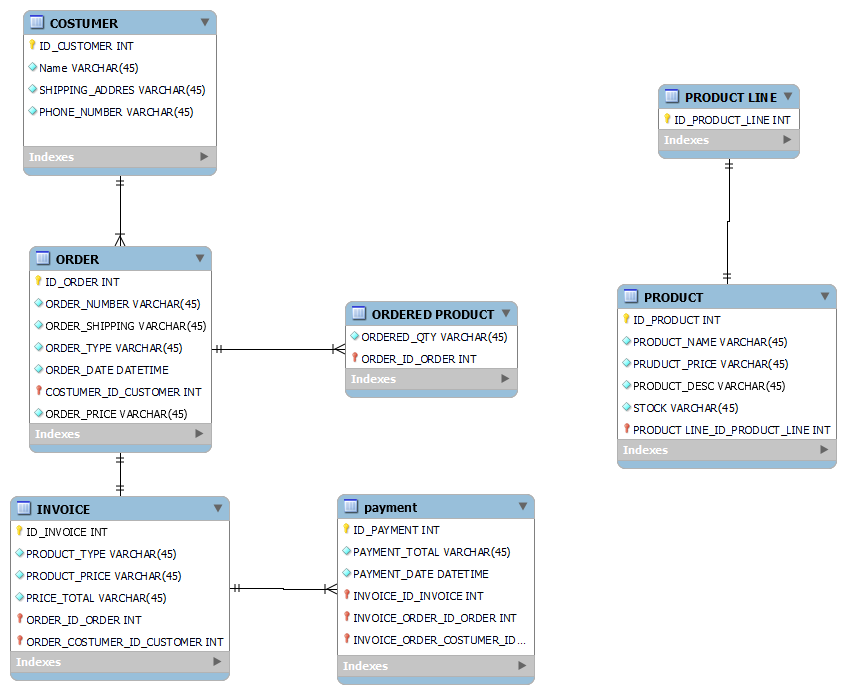 COSTUMER
ID_CUSTOMER INT
Name VARCHAR(45)
SHIPPING_ADDRES VARCHAR(45)
PHONE_NUMBER VARCHAR(45)
Indexes
PRODUCT LINE
ID_PRODUCT_LINE INT
Indexes
ORDER
ID_ORDER INT
ORDER_NUMBER VARCHAR(45)
ORDER_SHIPPING VARCHAR(45)
ORDER_TYPE VARCHAR(45)
ORDER_DATE DATETIME
COSTUMER_ID_CUSTOMER INT
ORDER_PRICE VARCHAR(45)
Indexes
ORDERED PRODUCT
ORDERED_QTY VARCHAR(45)
ORDER_ID_ORDER INT
Indexes
PRODUCT
ID_PRODUCT INT
PRODUCT_NAME VARCHAR(45)
PRUDUCT_PRICE VARCHAR(45)
PRODUCT_DESC VARCHAR(45)
STOCK VARCHAR(45)
PRODUCT LINE_ID_PRODUCT_LINE INT
Indexes
INVOICE
ID_INVOICE INT
PRODUCT_TYPE VARCHAR(45)
PRODUCT_PRICE VARCHAR(45)
PRICE_TOTAL VARCHAR(45)
ORDER_ID_ORDER INT
ORDER_COSTUMER_ID_CUSTOMER INT
Indexes
payment
ID_PAYMENT INT
PAYMENT_TOTAL VARCHAR(45)
PAYMENT_DATE DATETIME
INVOICE_ID_INVOICE INT
INVOICE_ORDER_ID_ORDER INT
INVOICE_ORDER_COSTUMER_ID...
Indexes